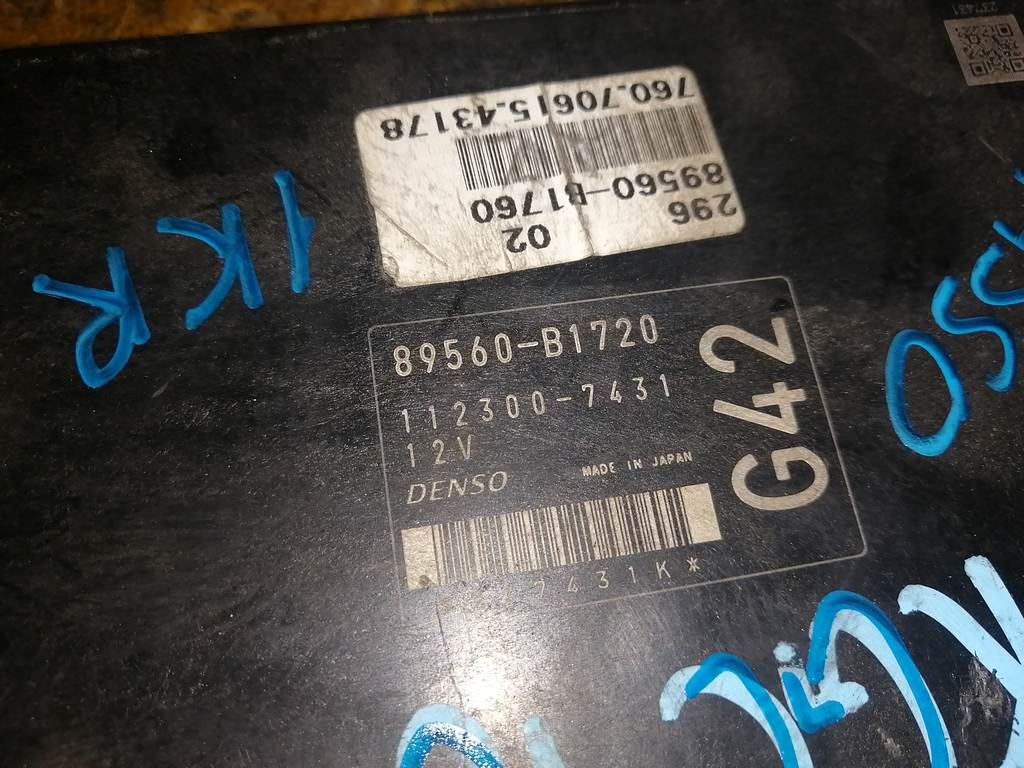 237431
760.70615.43178
89560-B1760
296
02
1KR
89560-B1720
112300-7431
12V
DENSO
MADE IN JAPAN
G42
7431K*